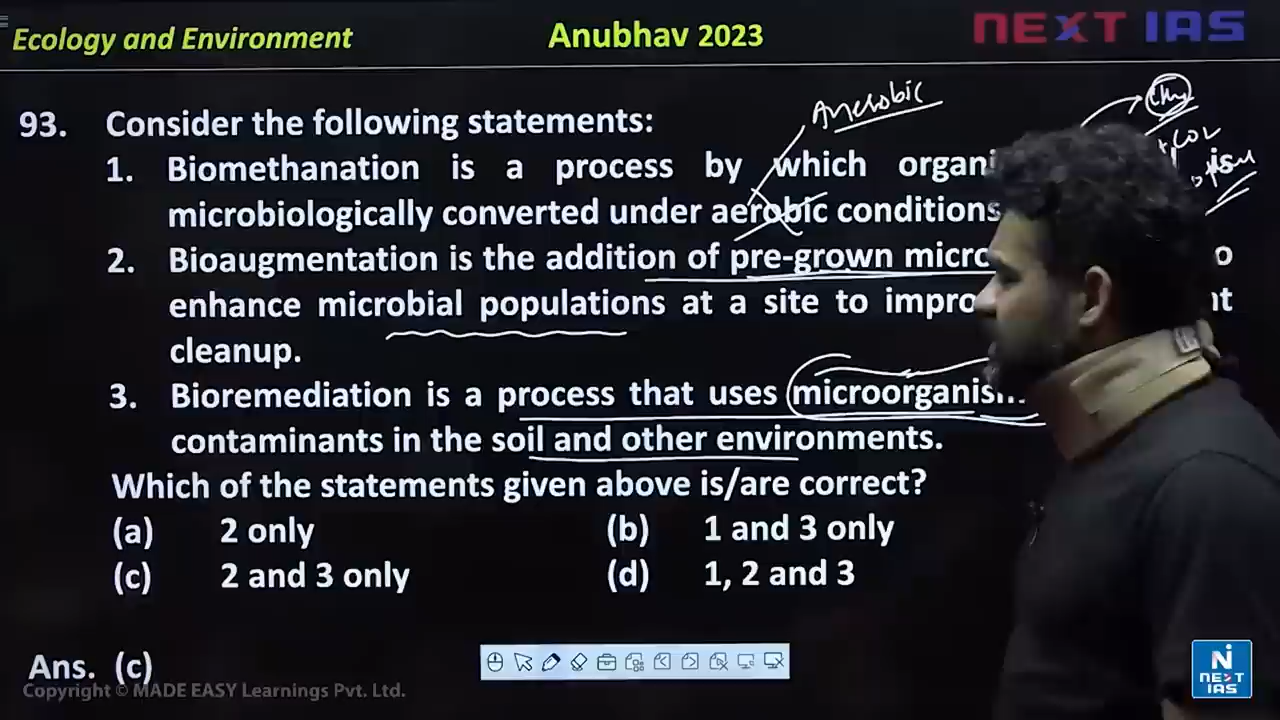 Ecology and Environment
Anubhav 2023
NEXT IAS
Anerobic
93. Consider the following statements:
1. Biomethanation is a process by which organi
microbiologically converted under aerobic conditions
2. Bioaugmentation is the addition of pre-grown micro
enhance microbial populations at a site to impro nt
cleanup.
3. Bioremediation is a process that uses microorganis
contaminants in the soil and other environments.
Which of the statements given above is/are correct?
(a) 2 only (b) 1 and 3 only
(c) 2 and 3 only (d) 1, 2 and 3
Ans. (c)
Copyright © MADE EASY Learnings Pvt. Ltd.
N
NEXT
IAS